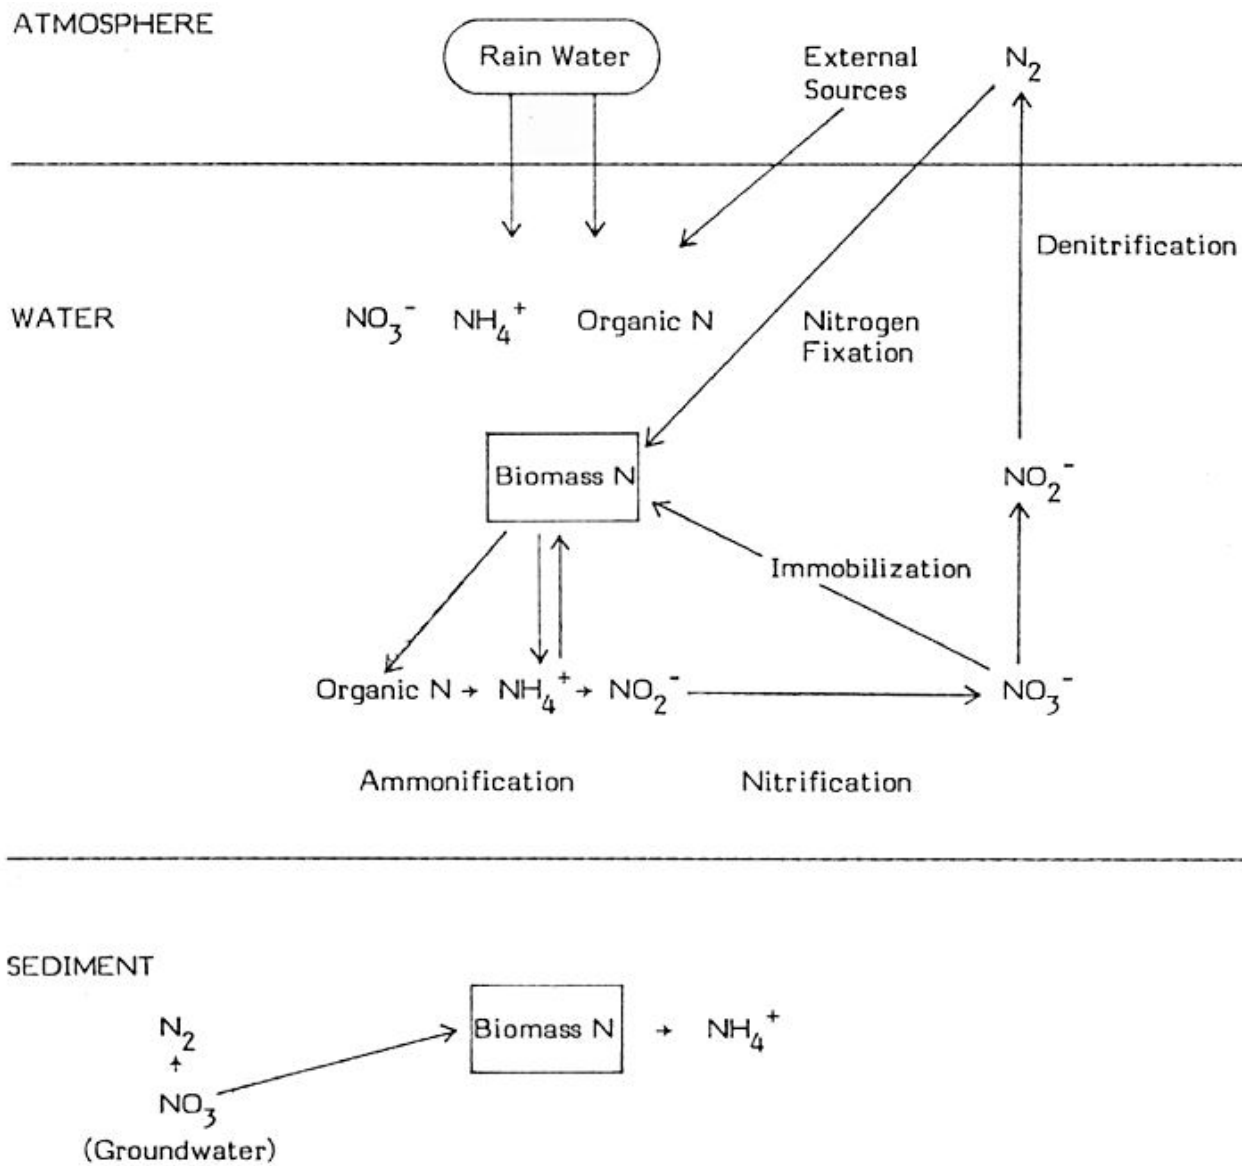 ATMOSPHERE
Rain Water
External
Sources
N₂
Denitrification
WATER
NO₃⁻ NH₄⁺ Organic N
Nitrogen
Fixation
Biomass N
NO₂⁻
Immobilization
Organic N → NH₄⁺ → NO₂⁻
NO₃⁻
Ammonification
Nitrification
SEDIMENT
N₂
Biomass N → NH₄⁺
NO₃
(Groundwater)